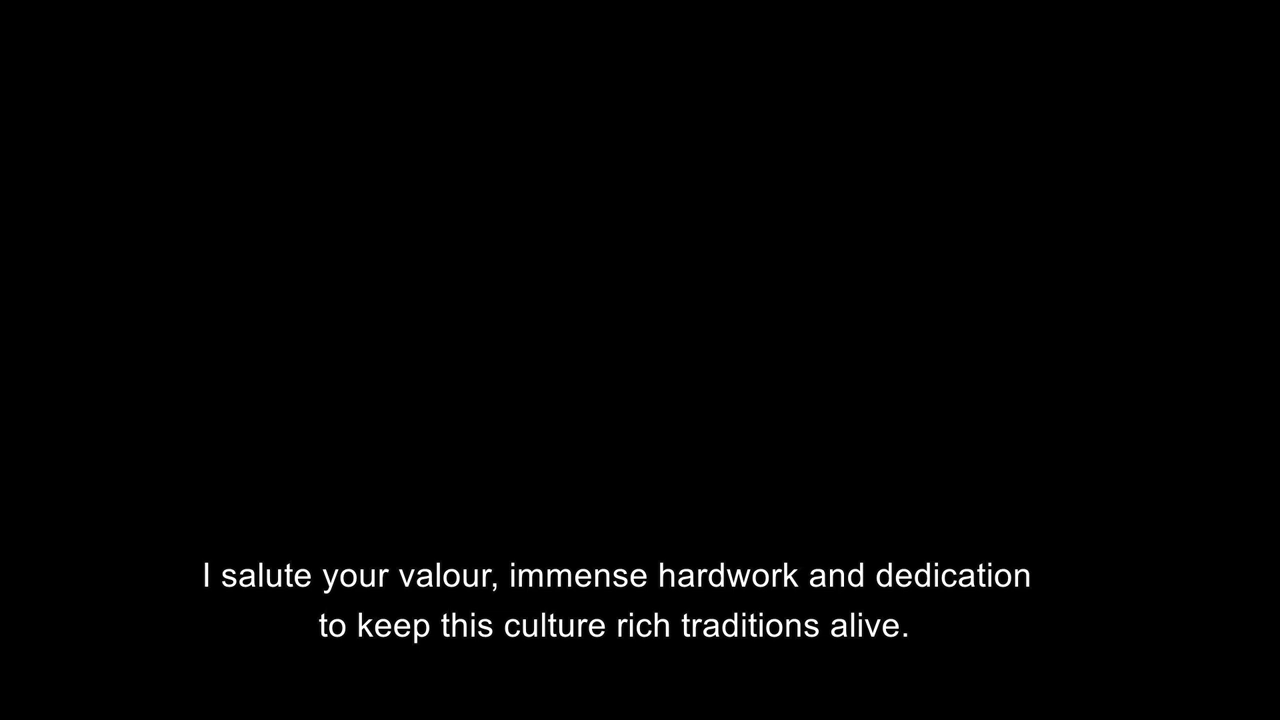 I salute your valour, immense hardwork and dedication
to keep this culture rich traditions alive.